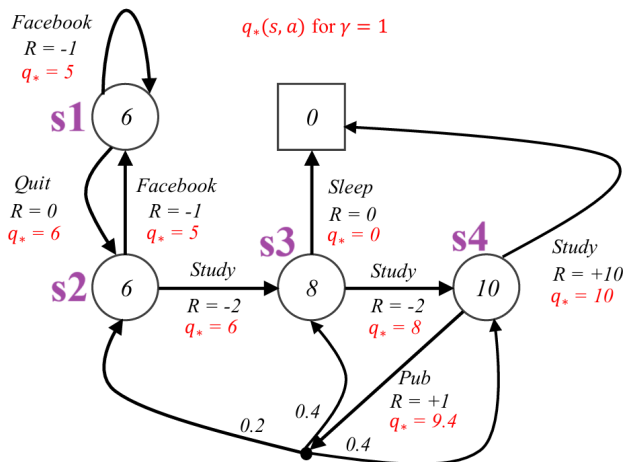 Facebook
R = -1
q* = 5
q*(s, a) for γ = 1
s1
6
0
Quit
R = 0
q* = 6
Facebook
R = -1
q* = 5
Sleep
R = 0
q* = 0
s2
6
Study
R = -2
q* = 6
s3
8
Study
R = -2
q* = 8
s4
10
Study
R = +10
q* = 10
Pub
R = +1
q* = 9.4
0.2
0.4
0.4